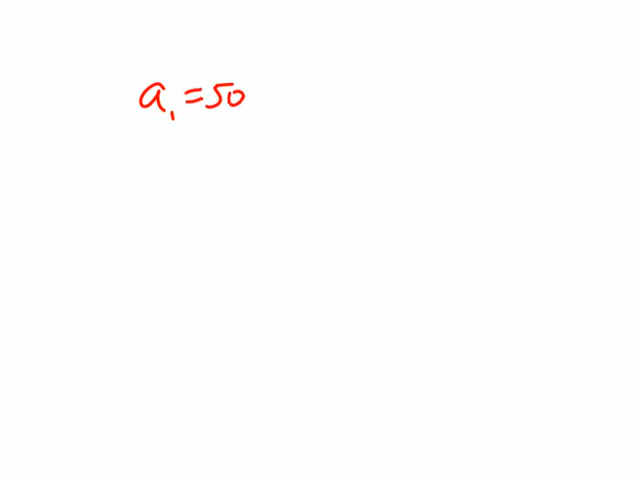 a₁ = 50